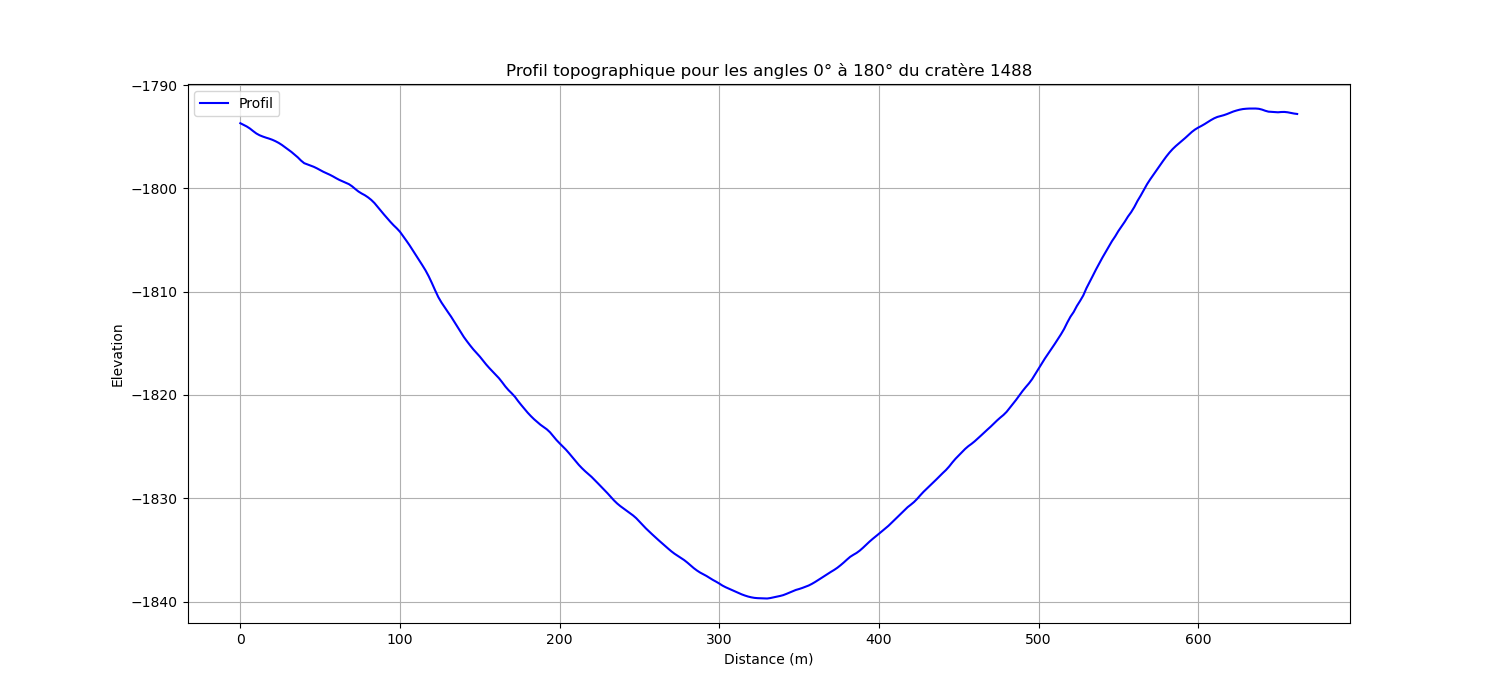 Profil topographique pour les angles 0° à 180° du cratère 1488
Profil
Elevation
−1790
−1800
−1810
−1820
−1830
−1840
0 100 200 300 400 500 600
Distance (m)